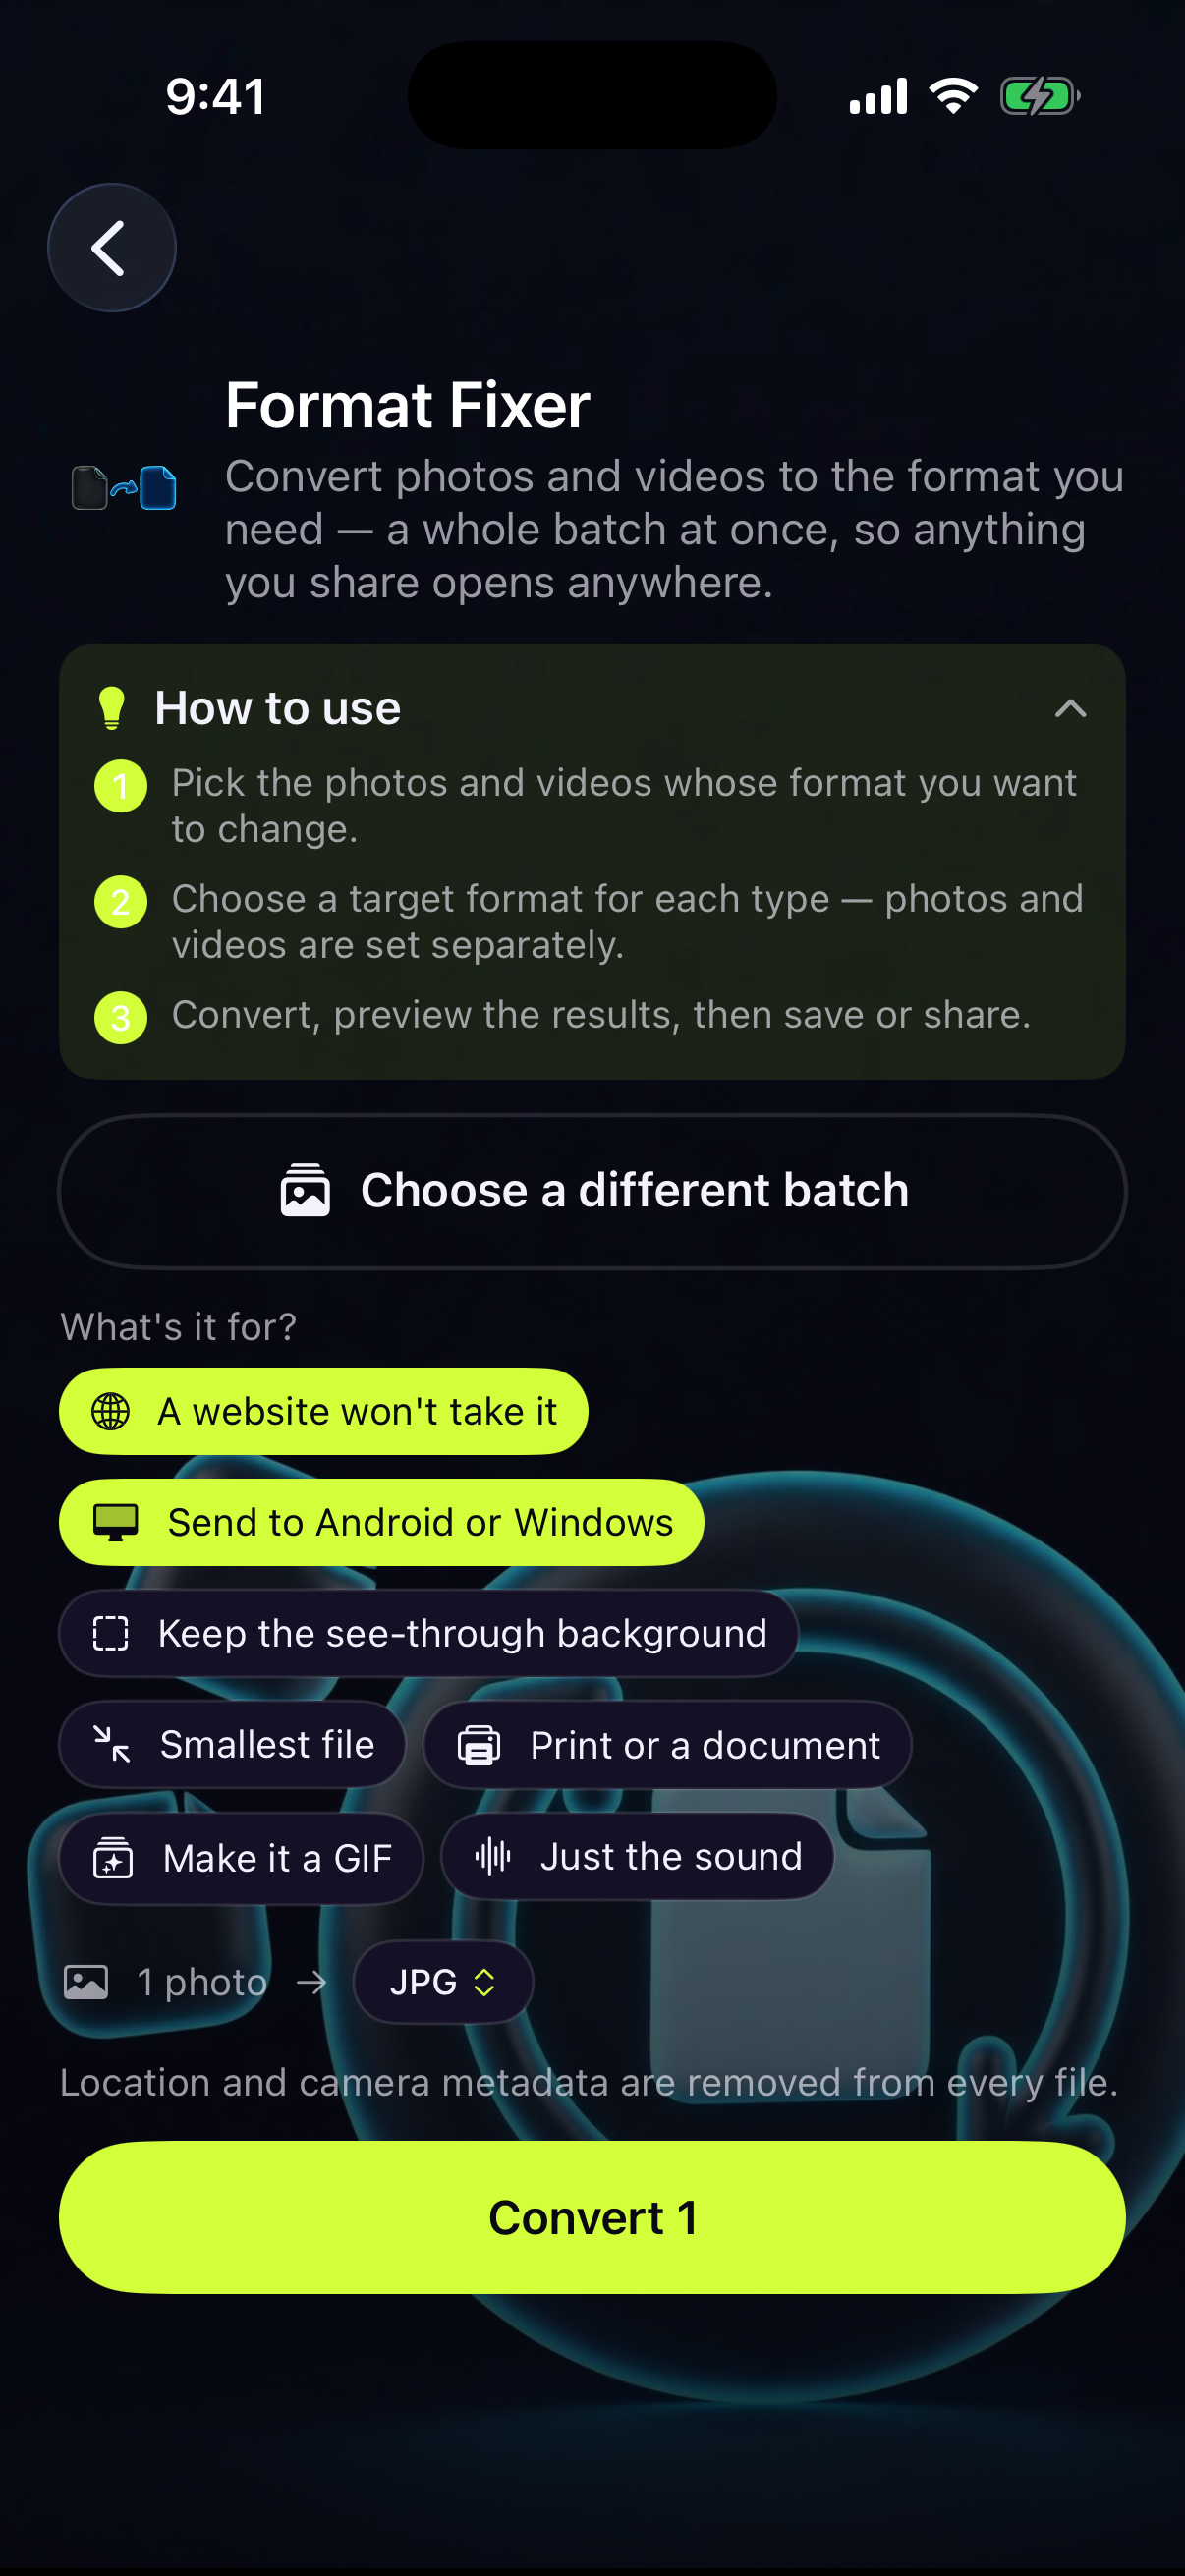 9:41
Format Fixer
Convert photos and videos to the format you
need — a whole batch at once, so anything
you share opens anywhere.
How to use
1 Pick the photos and videos whose format you want
to change.
2 Choose a target format for each type — photos and
videos are set separately.
3 Convert, preview the results, then save or share.
Choose a different batch
What's it for?
A website won't take it
Send to Android or Windows
Keep the see-through background
Smallest file
Print or a document
Make it a GIF
Just the sound
1 photo → JPG
Location and camera metadata are removed from every file.
Convert 1